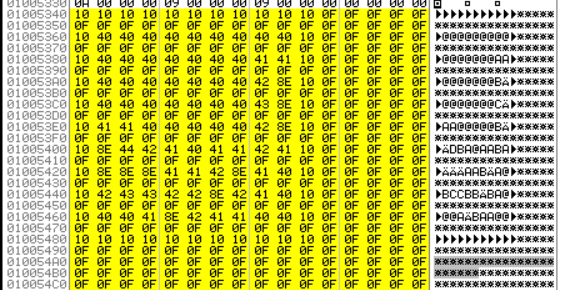 01005330 0A 00 00 00 09 00 00 00 09 00 00 00 00 00 00 00
01005340 10 10 10 10 10 10 10 10 10 10 10 0F 0F 0F 0F 0F ►►►►►►►►►►►☼☼☼☼☼
01005350 0F 0F 0F 0F 0F 0F 0F 0F 0F 0F 0F 0F 0F 0F 0F 0F ☼☼☼☼☼☼☼☼☼☼☼☼☼☼☼☼
01005360 10 40 40 40 40 40 40 40 40 40 10 0F 0F 0F 0F 0F ►@@@@@@@@@►☼☼☼☼☼
01005370 0F 0F 0F 0F 0F 0F 0F 0F 0F 0F 0F 0F 0F 0F 0F 0F ☼☼☼☼☼☼☼☼☼☼☼☼☼☼☼☼
01005380 10 40 40 40 40 40 40 40 41 41 10 0F 0F 0F 0F 0F ►@@@@@@@AA►☼☼☼☼☼
01005390 0F 0F 0F 0F 0F 0F 0F 0F 0F 0F 0F 0F 0F 0F 0F 0F ☼☼☼☼☼☼☼☼☼☼☼☼☼☼☼☼
010053A0 10 40 40 40 40 40 40 40 42 8E 10 0F 0F 0F 0F 0F ►@@@@@@@BÄ►☼☼☼☼☼
010053B0 0F 0F 0F 0F 0F 0F 0F 0F 0F 0F 0F 0F 0F 0F 0F 0F ☼☼☼☼☼☼☼☼☼☼☼☼☼☼☼☼
010053C0 10 40 40 40 40 40 40 40 43 8E 10 0F 0F 0F 0F 0F ►@@@@@@@CÄ►☼☼☼☼☼
010053D0 0F 0F 0F 0F 0F 0F 0F 0F 0F 0F 0F 0F 0F 0F 0F 0F ☼☼☼☼☼☼☼☼☼☼☼☼☼☼☼☼
010053E0 10 41 41 40 40 40 40 40 42 8E 10 0F 0F 0F 0F 0F ►AA@@@@@BÄ►☼☼☼☼☼
010053F0 0F 0F 0F 0F 0F 0F 0F 0F 0F 0F 0F 0F 0F 0F 0F 0F ☼☼☼☼☼☼☼☼☼☼☼☼☼☼☼☼
01005400 10 8E 44 42 41 40 41 41 42 41 10 0F 0F 0F 0F 0F ►ÄDBA@AABA►☼☼☼☼☼
01005410 0F 0F 0F 0F 0F 0F 0F 0F 0F 0F 0F 0F 0F 0F 0F 0F ☼☼☼☼☼☼☼☼☼☼☼☼☼☼☼☼
01005420 10 8E 8E 8E 41 41 42 8E 41 40 10 0F 0F 0F 0F 0F ►ÄÄÄAABÄA@►☼☼☼☼☼
01005430 0F 0F 0F 0F 0F 0F 0F 0F 0F 0F 0F 0F 0F 0F 0F 0F ☼☼☼☼☼☼☼☼☼☼☼☼☼☼☼☼
01005440 10 42 43 43 42 42 8E 42 41 40 10 0F 0F 0F 0F 0F ►BCCBBÄBA@►☼☼☼☼☼
01005450 0F 0F 0F 0F 0F 0F 0F 0F 0F 0F 0F 0F 0F 0F 0F 0F ☼☼☼☼☼☼☼☼☼☼☼☼☼☼☼☼
01005460 10 40 40 41 8E 42 41 41 40 40 10 0F 0F 0F 0F 0F ►@@AÄBAA@@►☼☼☼☼☼
01005470 0F 0F 0F 0F 0F 0F 0F 0F 0F 0F 0F 0F 0F 0F 0F 0F ☼☼☼☼☼☼☼☼☼☼☼☼☼☼☼☼
01005480 10 10 10 10 10 10 10 10 10 10 10 0F 0F 0F 0F 0F ►►►►►►►►►►►☼☼☼☼☼
01005490 0F 0F 0F 0F 0F 0F 0F 0F 0F 0F 0F 0F 0F 0F 0F 0F ☼☼☼☼☼☼☼☼☼☼☼☼☼☼☼☼
010054A0 0F 0F 0F 0F 0F 0F 0F 0F 0F 0F 0F 0F 0F 0F 0F 0F ☼☼☼☼☼☼☼☼☼☼☼☼☼☼☼☼
010054B0 0F 0F 0F 0F 0F 0F 0F 0F 0F 0F 0F 0F 0F 0F 0F 0F ☼☼☼☼☼☼☼☼☼☼☼☼☼☼☼☼
010054C0 0F 0F 0F 0F 0F 0F 0F 0F 0F 0F 0F 0F 0F 0F 0F 0F ☼☼☼☼☼☼☼☼☼☼☼☼☼☼☼☼